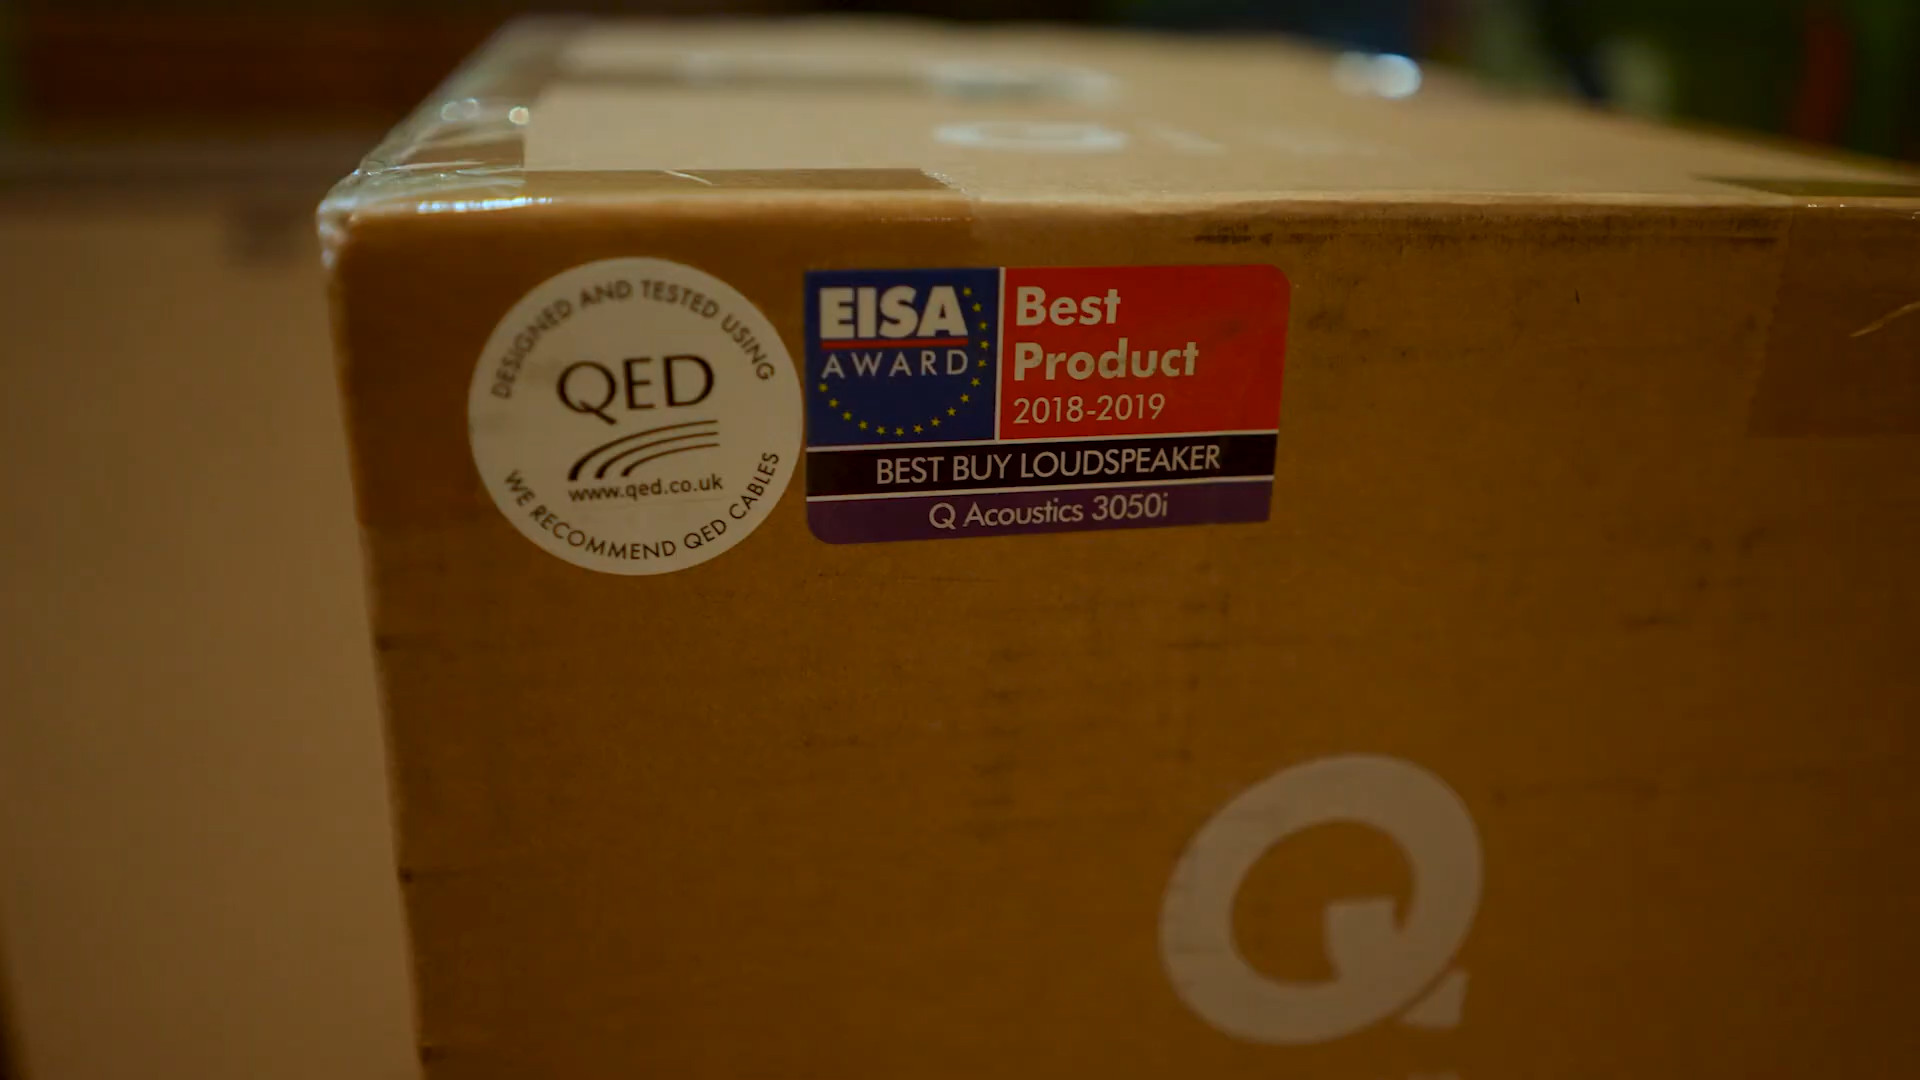 DESIGNED AND TESTED USING
QED
www.qed.co.uk
WE RECOMMEND QED CABLES
EISA
AWARD
Best
Product
2018-2019
BEST BUY LOUDSPEAKER
Q Acoustics 3050i
Q